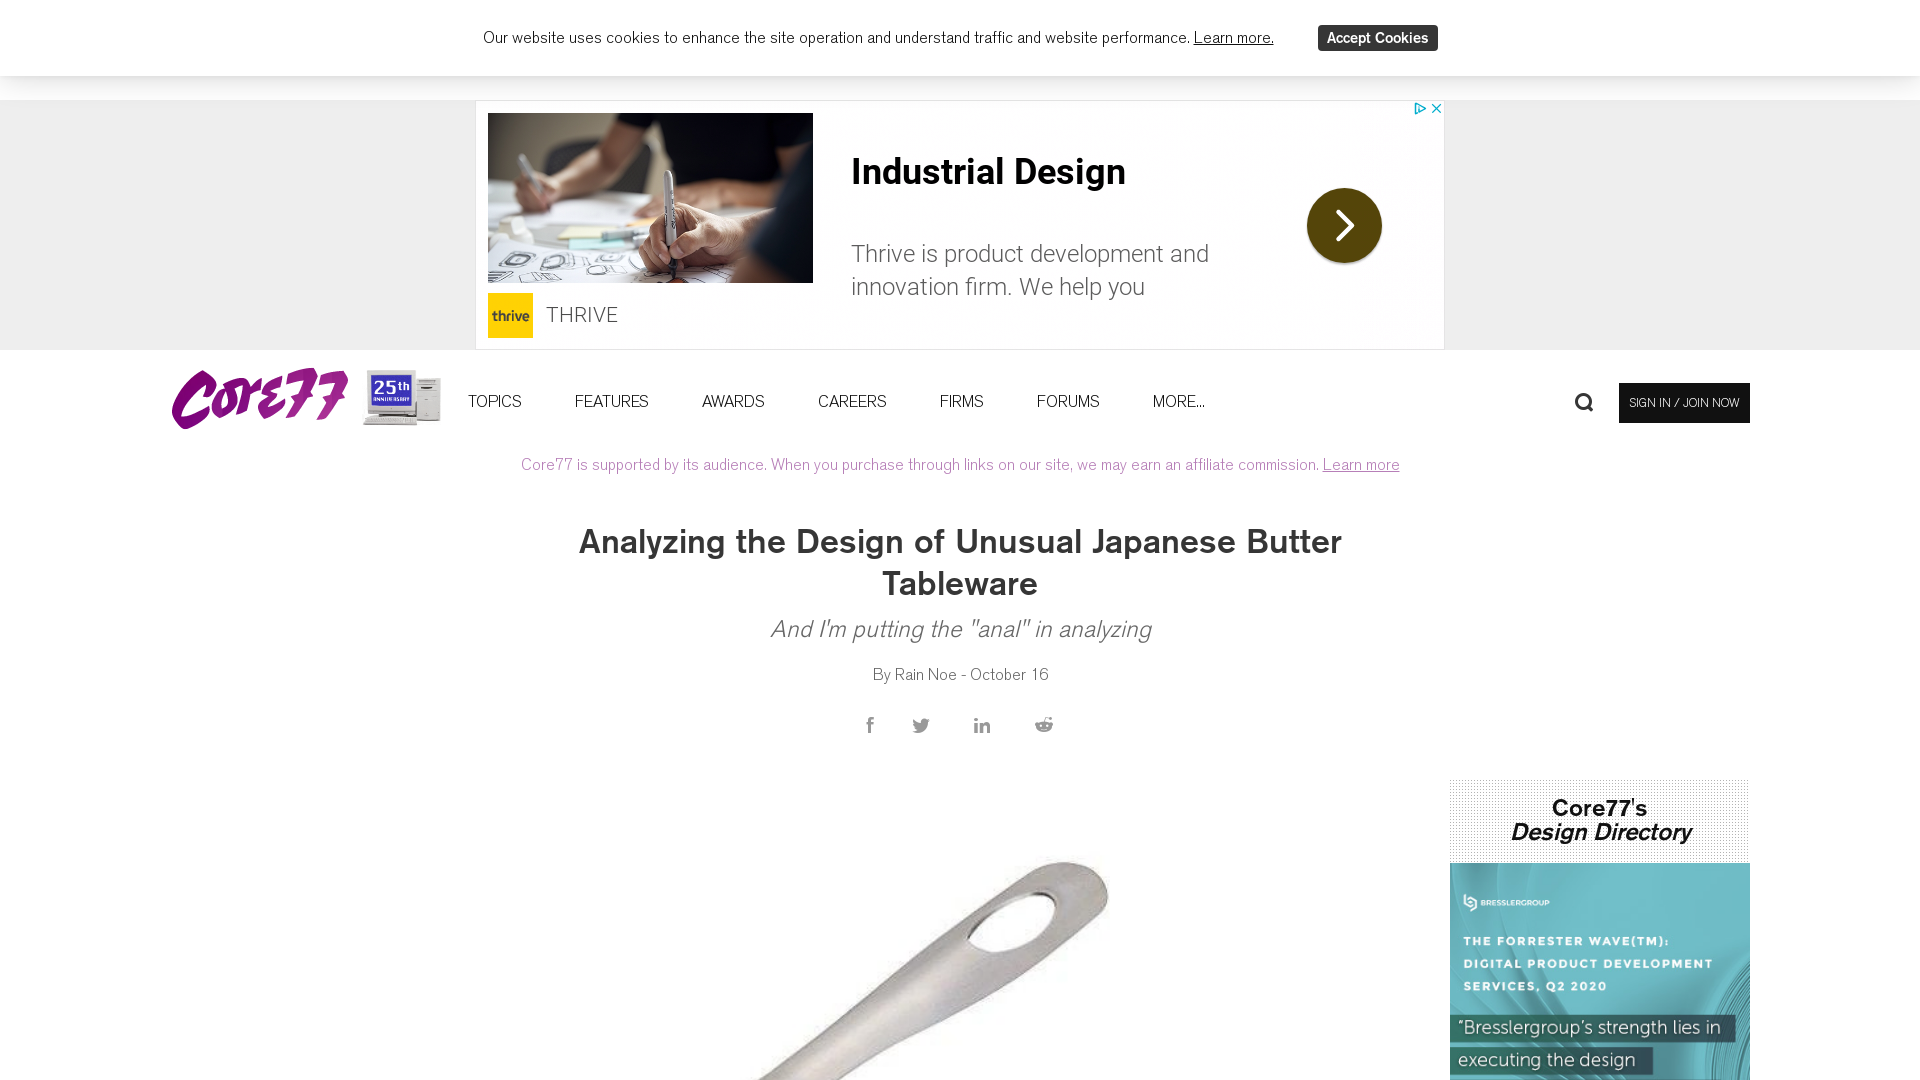 Our website uses cookies to enhance the site operation and understand traffic and website performance. Learn more.
Accept Cookies
Industrial Design
Thrive is product development and
innovation firm. We help you
thrive
THRIVE
Core77
25th
ANNIVERSARY
TOPICS
FEATURES
AWARDS
CAREERS
FIRMS
FORUMS
MORE...
SIGN IN / JOIN NOW
Core77 is supported by its audience. When you purchase through links on our site, we may earn an affiliate commission. Learn more
Analyzing the Design of Unusual Japanese Butter
Tableware
And I'm putting the "anal" in analyzing
By Rain Noe - October 16
Core77's
Design Directory
BRESSLERGROUP
THE FORRESTER WAVE(TM):
DIGITAL PRODUCT DEVELOPMENT
SERVICES, Q2 2020
“Bresslergroup’s strength lies in
executing the design